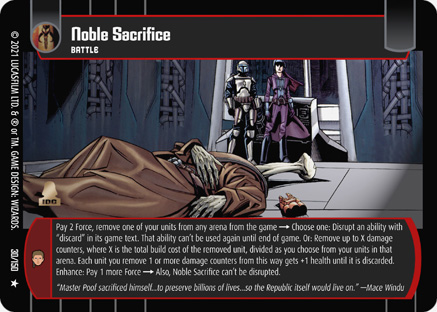 Noble Sacrifice
BATTLE
© 2021 LUCASFILM LTD. & ® or TM. GAME DESIGN: WIZARDS.
30/150
Pay 2 Force, remove one of your units from any arena from the game → Choose one: Disrupt an ability with
"discard" in its game text. That ability can't be used again until end of game. Or: Remove up to X damage
counters, where X is the total build cost of the removed unit, divided as you choose from your units in that
arena. Each unit you remove 1 or more damage counters from this way gets +1 health until it is discarded.
Enhance: Pay 1 more Force → Also, Noble Sacrifice can't be disrupted.
"Master Pool sacrificed himself...to preserve billions of lives...so the Republic itself would live on." —Mace Windu